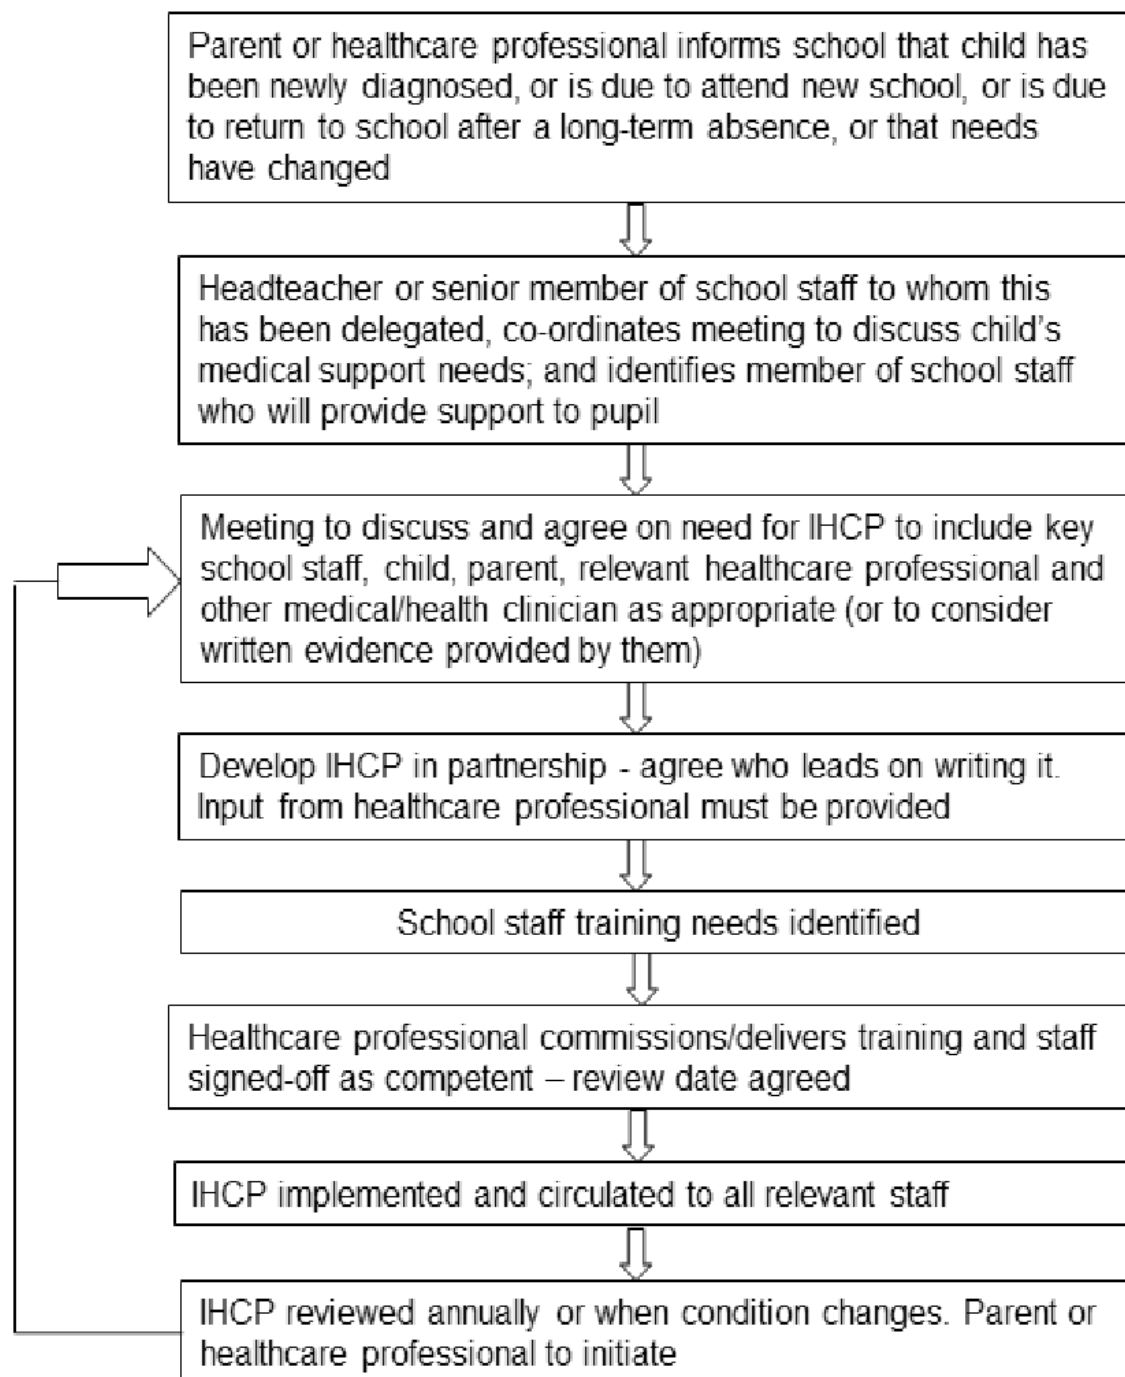 Parent or healthcare professional informs school that child has
been newly diagnosed, or is due to attend new school, or is due
to return to school after a long-term absence, or that needs
have changed
Headteacher or senior member of school staff to whom this
has been delegated, co-ordinates meeting to discuss child's
medical support needs; and identifies member of school staff
who will provide support to pupil
Meeting to discuss and agree on need for IHCP to include key
school staff, child, parent, relevant healthcare professional and
other medical/health clinician as appropriate (or to consider
written evidence provided by them)
Develop IHCP in partnership - agree who leads on writing it.
Input from healthcare professional must be provided
School staff training needs identified
Healthcare professional commissions/delivers training and staff
signed-off as competent – review date agreed
IHCP implemented and circulated to all relevant staff
IHCP reviewed annually or when condition changes. Parent or
healthcare professional to initiate